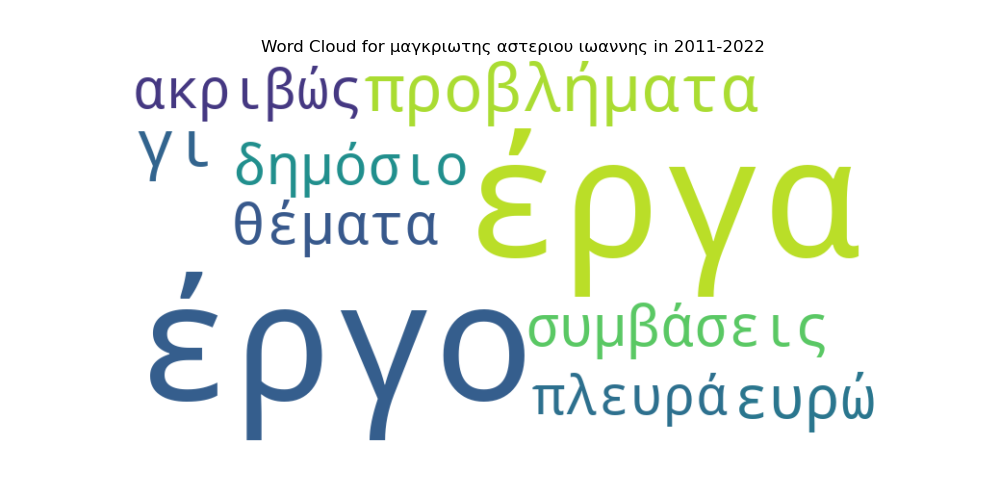 Word Cloud for μαγκριωτης αστεριου ιωαννης in 2011-2022
ακριβώς προβλήματα
γι δημόσιο έργα
θέματα
έργο συμβάσεις
πλευρά ευρώ